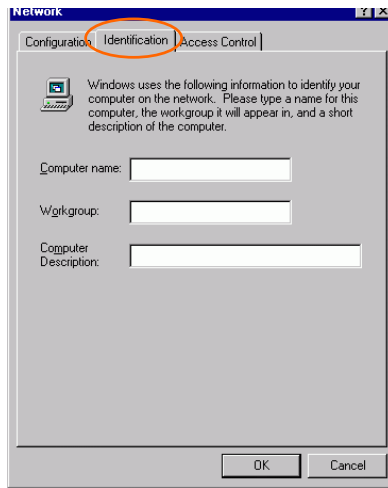 Network
Configuration Identification Access Control
Windows uses the following information to identify your
computer on the network. Please type a name for this
computer, the workgroup it will appear in, and a short
description of the computer.
Computer name:
Workgroup:
Computer
Description:
OK Cancel